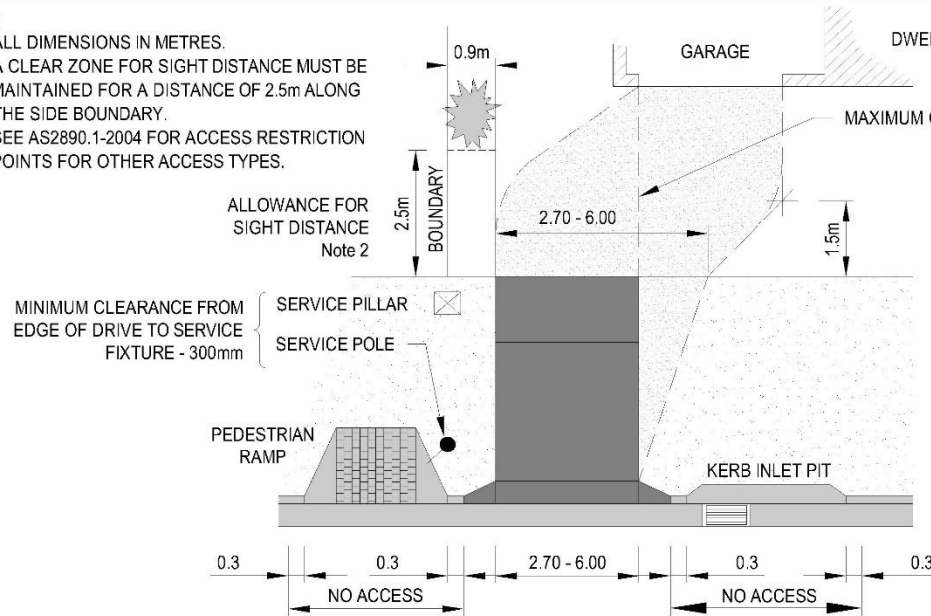 ALL DIMENSIONS IN METRES.
A CLEAR ZONE FOR SIGHT DISTANCE MUST BE
MAINTAINED FOR A DISTANCE OF 2.5m ALONG
THE SIDE BOUNDARY.
SEE AS2890.1-2004 FOR ACCESS RESTRICTION
POINTS FOR OTHER ACCESS TYPES.
0.9m
GARAGE
MAXIMUM
ALLOWANCE FOR
SIGHT DISTANCE
Note 2
2.5m
BOUNDARY
2.70 - 6.00
1.5m
MINIMUM CLEARANCE FROM
EDGE OF DRIVE TO SERVICE
FIXTURE - 300mm
SERVICE PILLAR
SERVICE POLE
PEDESTRIAN
RAMP
KERB INLET PIT
0.3 0.3 2.70 - 6.00 0.3 0.3
NO ACCESS NO ACCESS